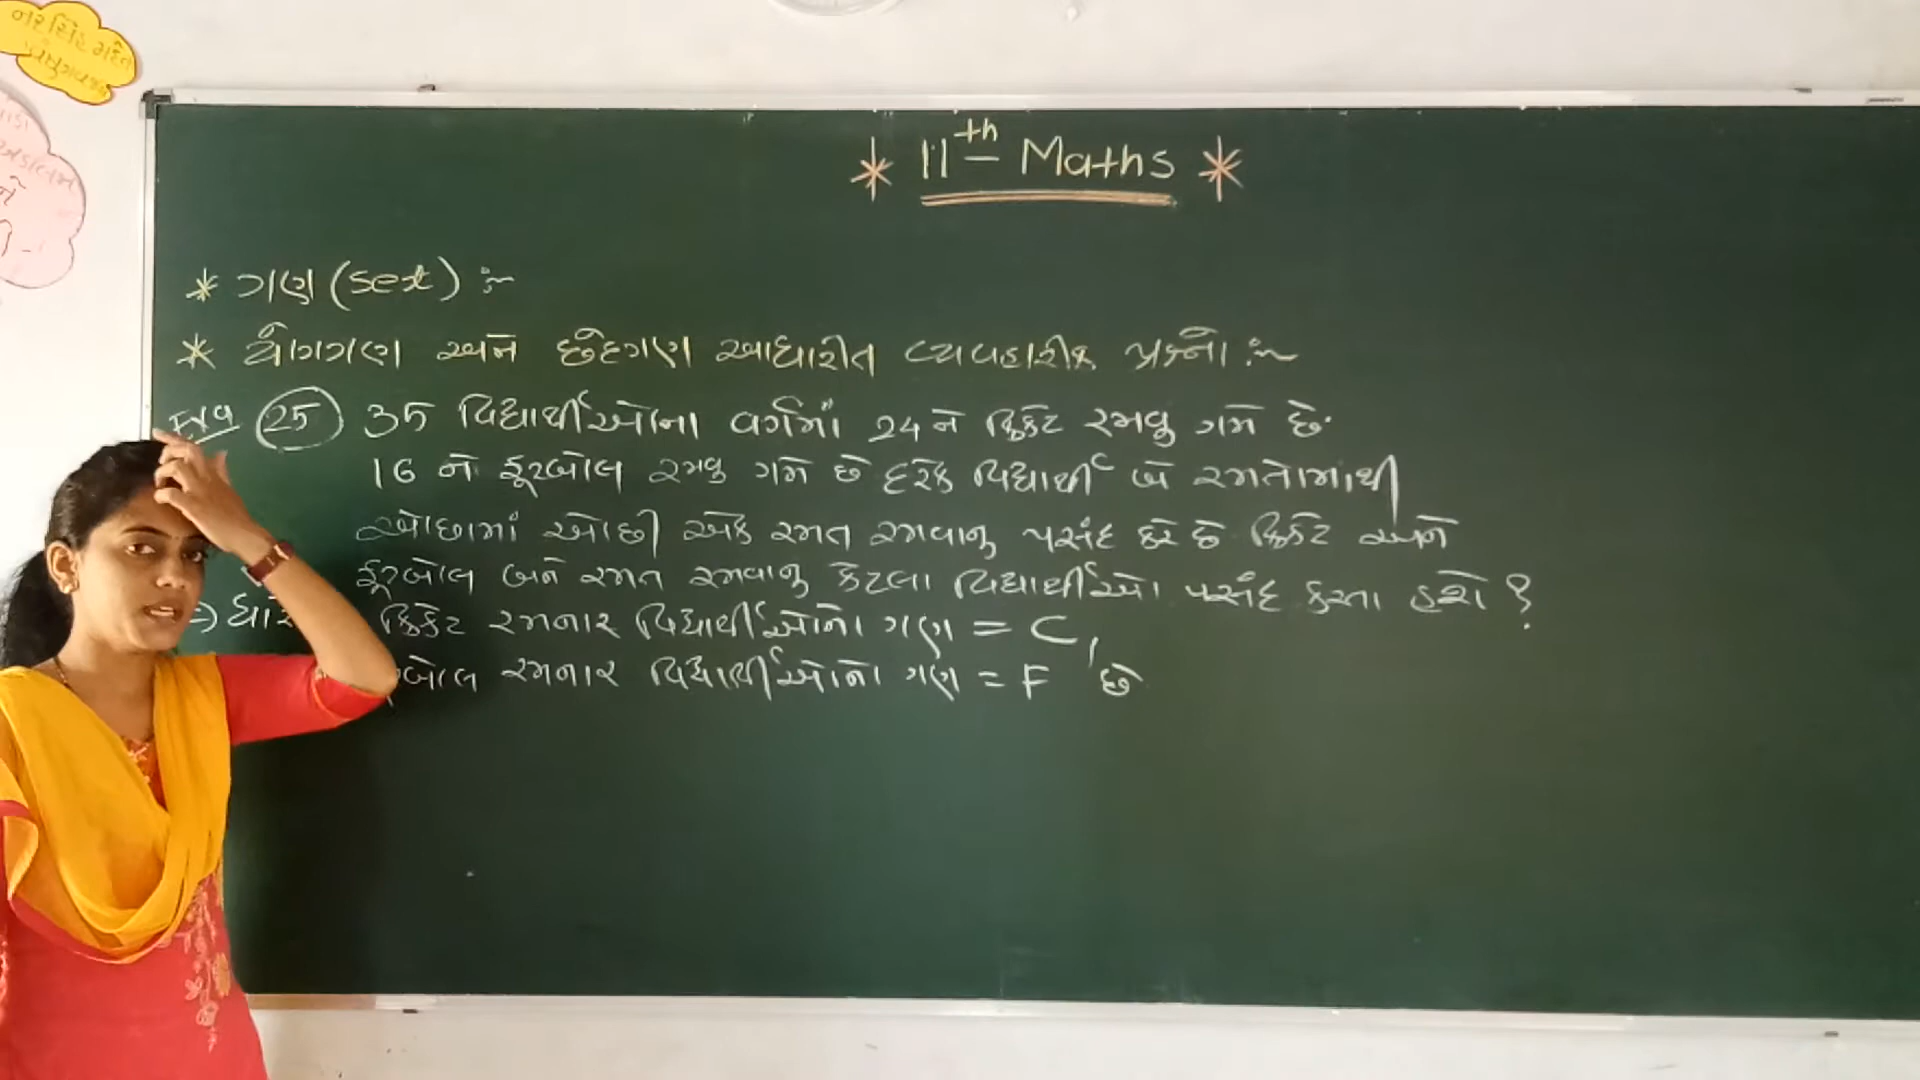 નરસિંહ મહેતા
* 11th Maths *
* ગણ (set) :~
* યોગગણ અને છેદગણ આધારીત વ્યવહારીક પ્રશ્નો :~
25 35 વિદ્યાર્થીઓના વર્ગમાં 24 ને ક્રિકેટ રમવુ ગમે છે.
16 ને ફૂટબોલ રમવુ ગમે છે દરેક વિદ્યાર્થી બે રમતોમાંથી
ઓછામાં ઓછી એક રમત રમવાનુ પસંદ કરે છે ક્રિકેટ અને
ફૂટબોલ બંને રમત રમવાનુ કેટલા વિદ્યાર્થીઓ પસંદ કરતા હશે ?
ક્રિકેટ રમનાર વિદ્યાર્થીઓનો ગણ = C,
રમનાર વિદ્યાર્થીઓનો ગણ = F છે